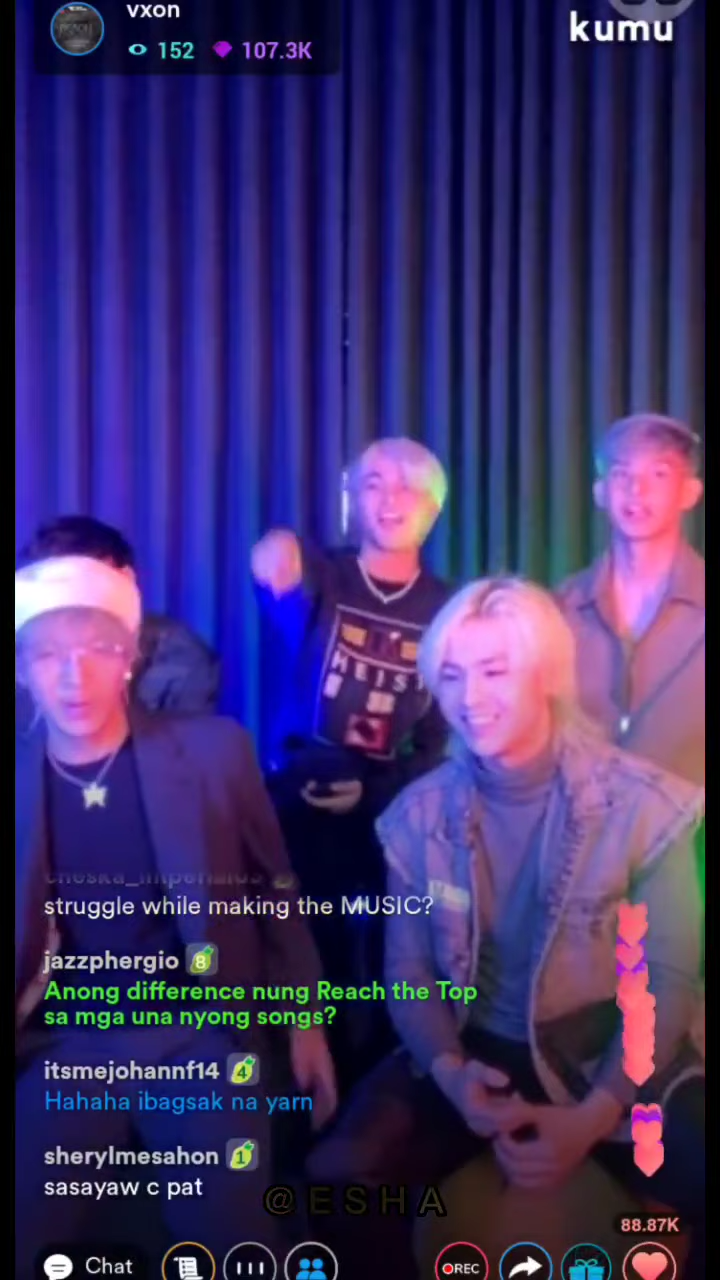 vxon
152 107.3K
kumu
HEIST
struggle while making the MUSIC?
jazzphergio 8
Anong difference nung Reach the Top
sa mga una nyong songs?
itsmejohannf14 4
Hahaha ibagsak na yarn
sherylmesahon 1
sasayaw c pat
@ESHA
88.87K
Chat
REC